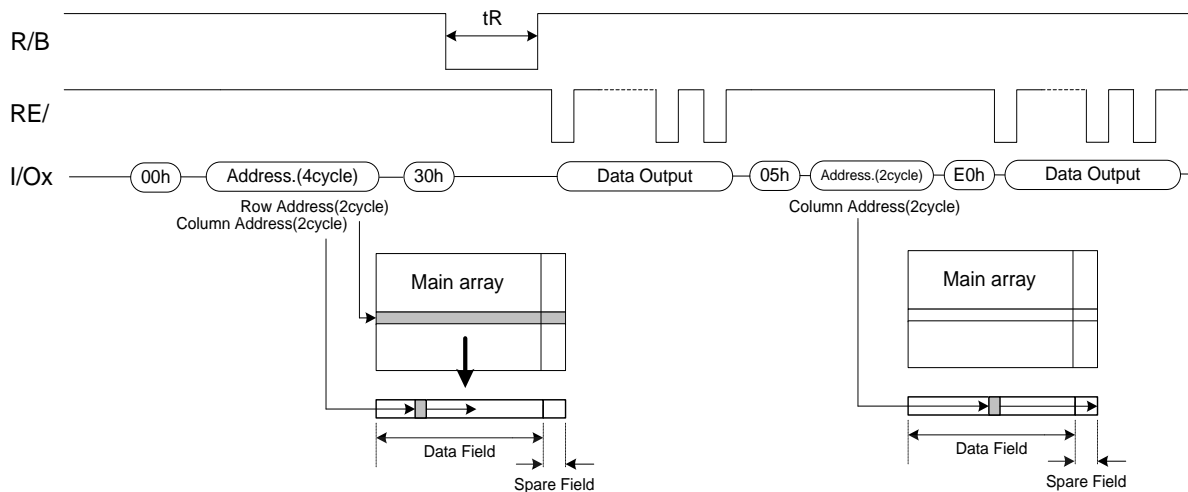 tR
R/B
RE/
I/Ox
00h
Address.(4cycle)
30h
Data Output
05h
Address.(2cycle)
E0h
Data Output
Row Address(2cycle)
Column Address(2cycle)
Column Address(2cycle)
Main array
Main array
Data Field
Spare Field
Data Field
Spare Field